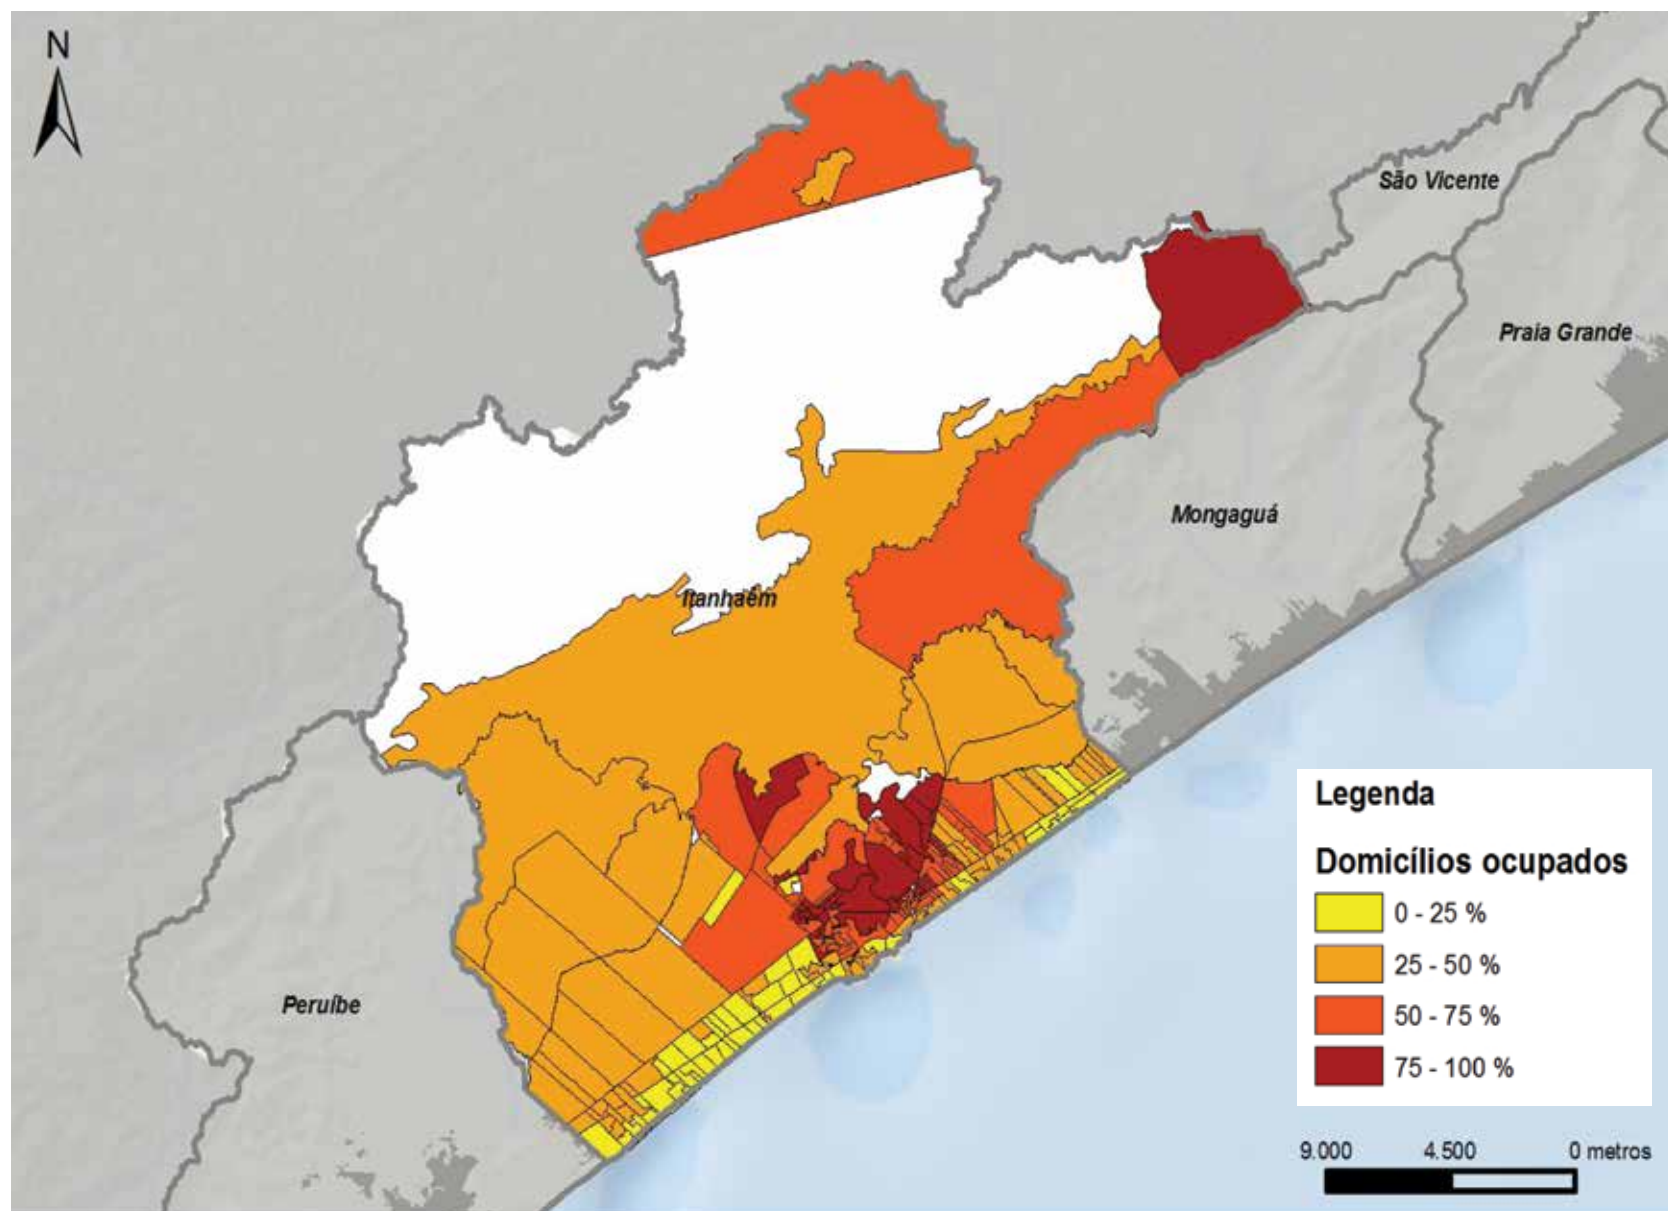 N
São Vicente
Praia Grande
Mongaguá
Itanhaém
Peruíbe
Legenda
Domicílios ocupados
0 - 25 %
25 - 50 %
50 - 75 %
75 - 100 %
9.000 4.500 0 metros